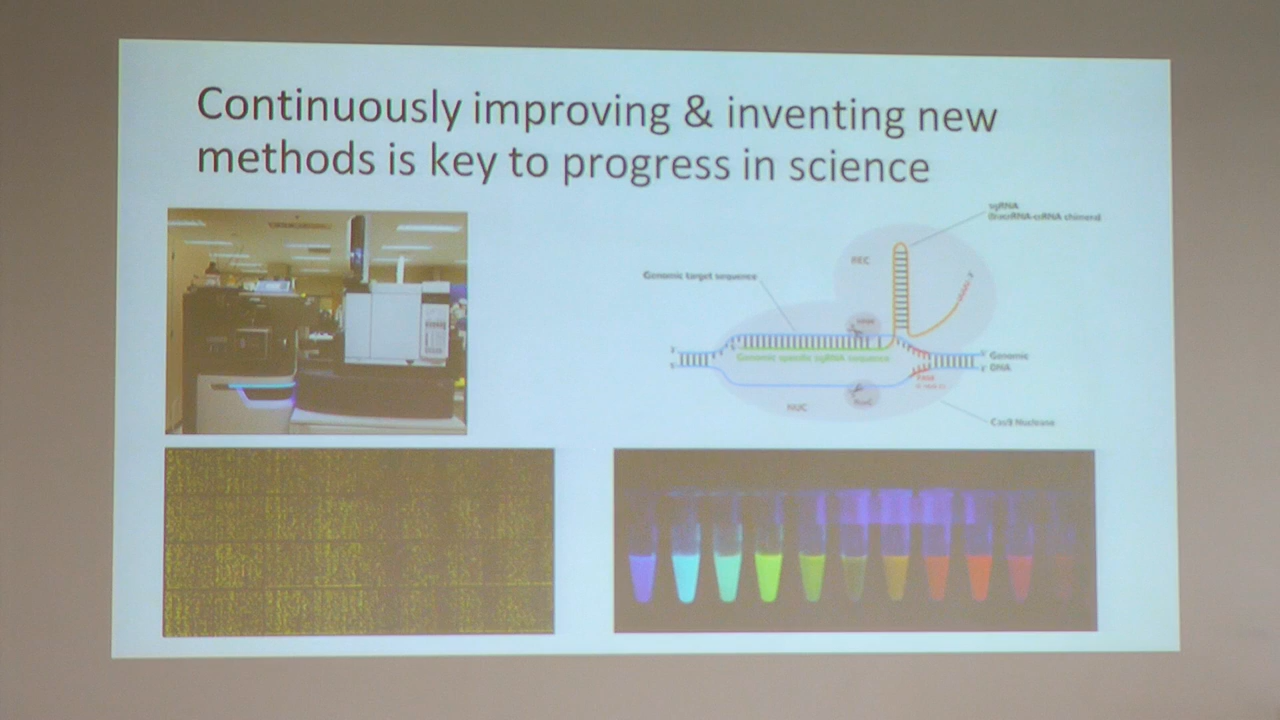 Continuously improving & inventing new
methods is key to progress in science
sgRNA
(tracrRNA-crRNA chimera)
REC
Genomic target sequence
Genomic specific sgRNA sequence
Genomic
DNA
RuvC
NUC
Cas9 Nuclease